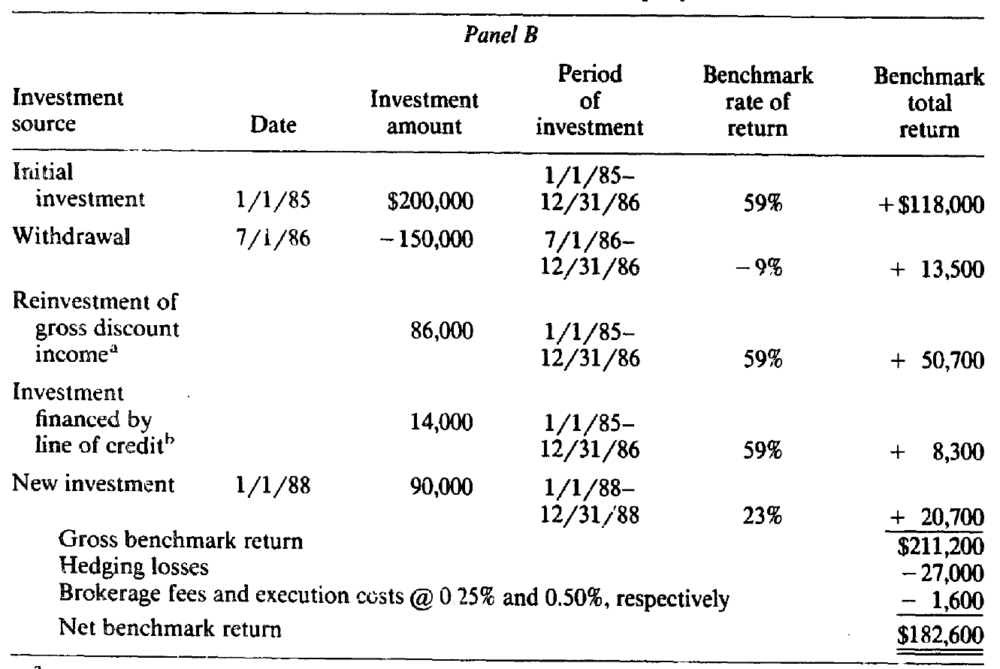 Panel B
Investment source Date Investment amount Period of investment Benchmark rate of return Benchmark total return
Initial
investment 1/1/85 $200,000 1/1/85– 12/31/86 59% +$118,000
Withdrawal 7/1/86 –150,000 7/1/86–
12/31/86 –9% + 13,500
Reinvestment of
gross discount 86,000 1/1/85–
incomeᵃ 12/31/86 59% + 50,700
Investment
financed by 14,000 1/1/85–
line of creditᵇ 12/31/86 59% + 8,300
New investment 1/1/88 90,000 1/1/88–
12/31/88 23% + 20,700
Gross benchmark return $211,200
Hedging losses –27,000
Brokerage fees and execution costs @ 0 25% and 0.50%, respectively – 1,600
Net benchmark return $182,600